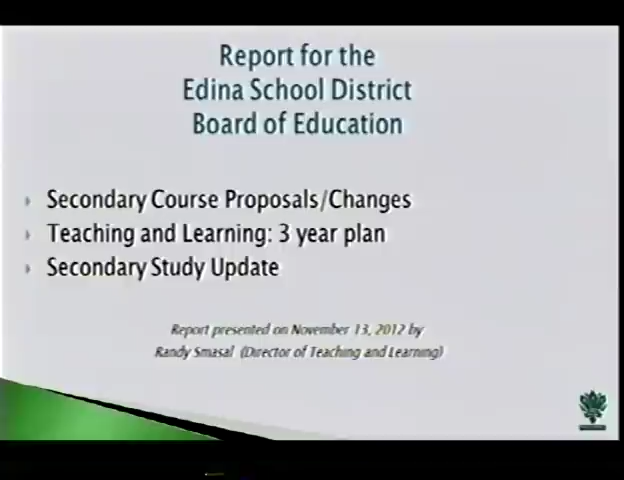 Report for the
Edina School District
Board of Education
Secondary Course Proposals/Changes
Teaching and Learning: 3 year plan
Secondary Study Update
Report presented on November 13, 2012 by
Randy Smasal (Director of Teaching and Learning)